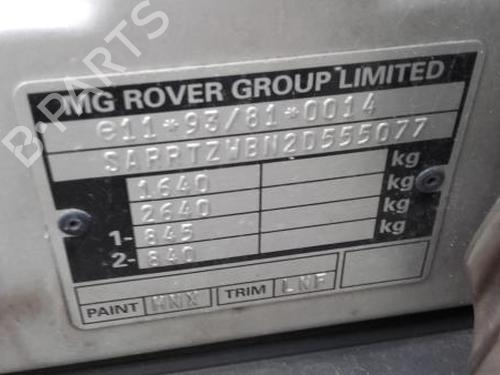 B-PARTS
MG ROVER GROUP LIMITED
e11*93/81*0014
SARRTZWBN2D555077
1640 kg
2640 kg
1- 845 kg
2- 840 kg
PAINT MNX TRIM LNF